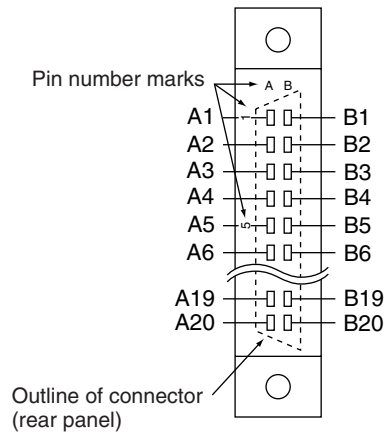 Pin number marks
A B
A1 1 B1
A2 B2
A3 B3
A4 B4
A5 5 B5
A6 B6
A19 B19
A20 B20
Outline of connector
(rear panel)